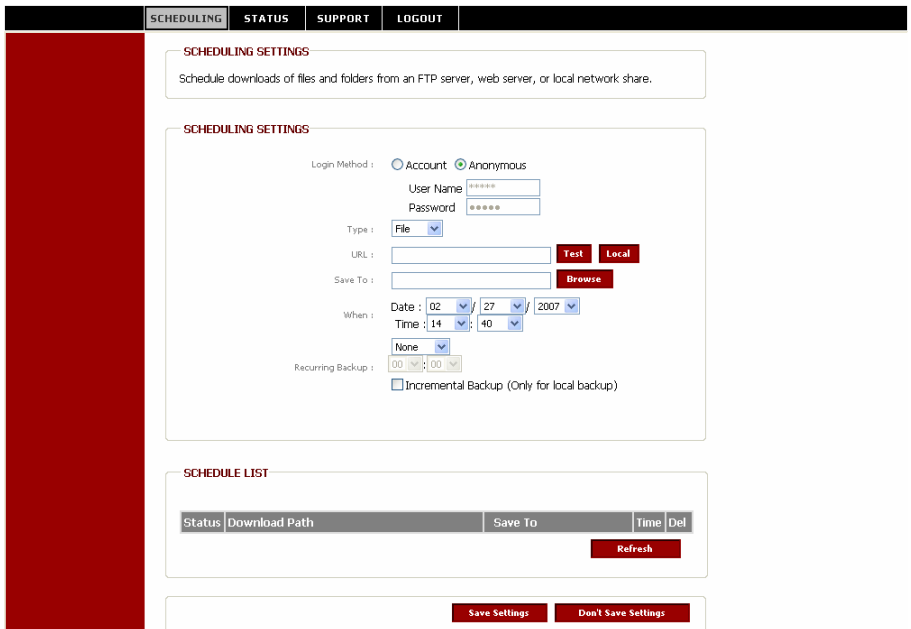 SCHEDULING STATUS SUPPORT LOGOUT
SCHEDULING SETTINGS
Schedule downloads of files and folders from an FTP server, web server, or local network share.
SCHEDULING SETTINGS
Login Method : Account Anonymous
User Name *****
Password •••••
Type : File
URL : Test Local
Save To : Browse
When : Date : 02 / 27 / 2007
Time : 14 : 40
None
Recurring Backup : 00 : 00
Incremental Backup (Only for local backup)
SCHEDULE LIST
Status Download Path Save To Time Del
Refresh
Save Settings Don't Save Settings